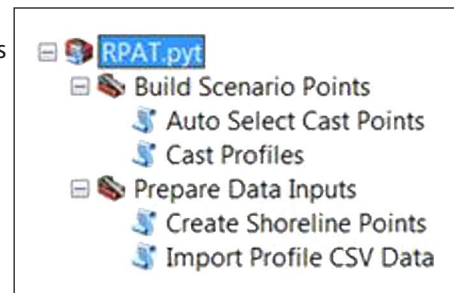 s
RPAT.pyt
Build Scenario Points
Auto Select Cast Points
Cast Profiles
Prepare Data Inputs
Create Shoreline Points
Import Profile CSV Data